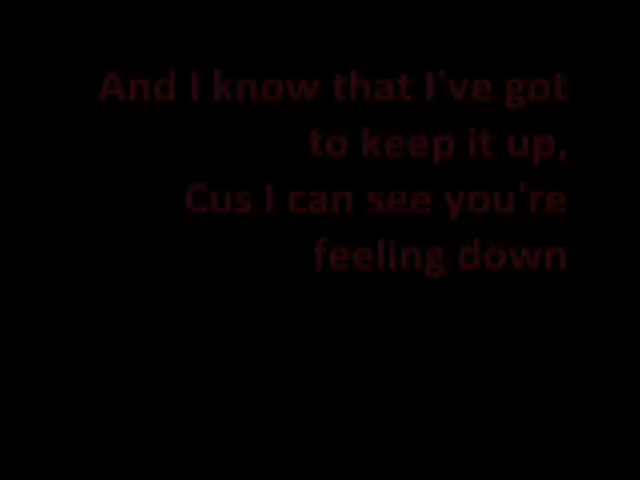 And I know that I've got
to keep it up,
Cus I can see you're
feeling down